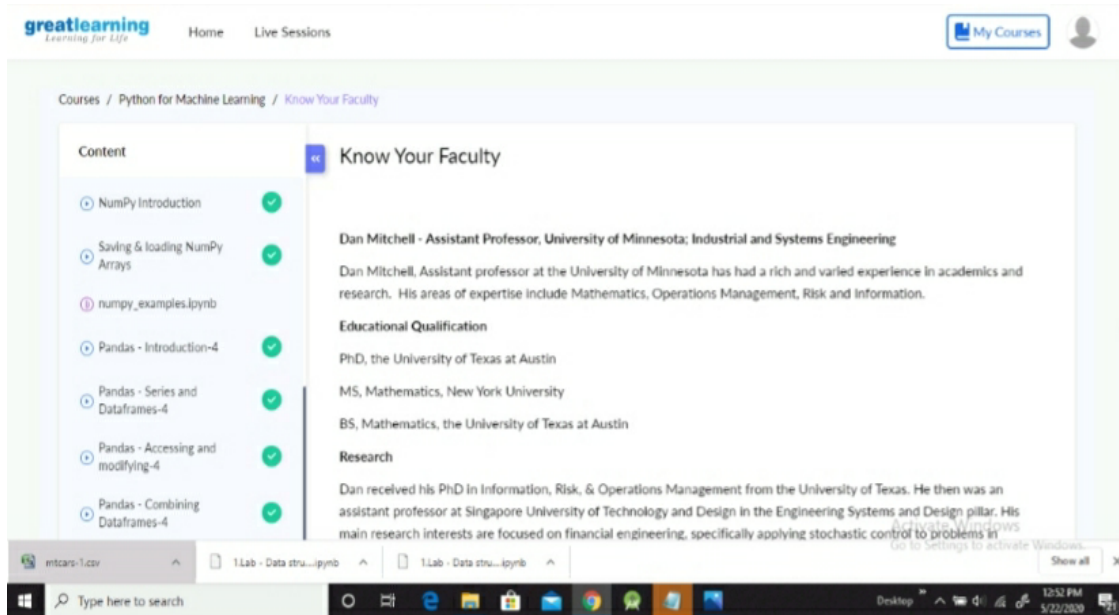 greatlearning
Learning for Life
Home
Live Sessions
My Courses
Courses / Python for Machine Learning / Know Your Faculty
Content
NumPy Introduction
Saving & loading NumPy
Arrays
numpy_examples.ipynb
Pandas - Introduction-4
Pandas - Series and
Dataframes-4
Pandas - Accessing and
modifying-4
Pandas - Combining
Dataframes-4
«
Know Your Faculty
Dan Mitchell - Assistant Professor, University of Minnesota; Industrial and Systems Engineering
Dan Mitchell, Assistant professor at the University of Minnesota has had a rich and varied experience in academics and
research. His areas of expertise include Mathematics, Operations Management, Risk and Information.
Educational Qualification
PhD, the University of Texas at Austin
MS, Mathematics, New York University
BS, Mathematics, the University of Texas at Austin
Research
Dan received his PhD in Information, Risk, & Operations Management from the University of Texas. He then was an
assistant professor at Singapore University of Technology and Design in the Engineering Systems and Design pillar. His
main research interests are focused on financial engineering, specifically applying stochastic control to problems in
Activate Windows
Go to Settings to activate Windows.
mtcars-1.csv
1.Lab - Data stru....ipynb
1.Lab - Data stru....ipynb
Show all
Type here to search
Desktop
12:52 PM
5/22/2020